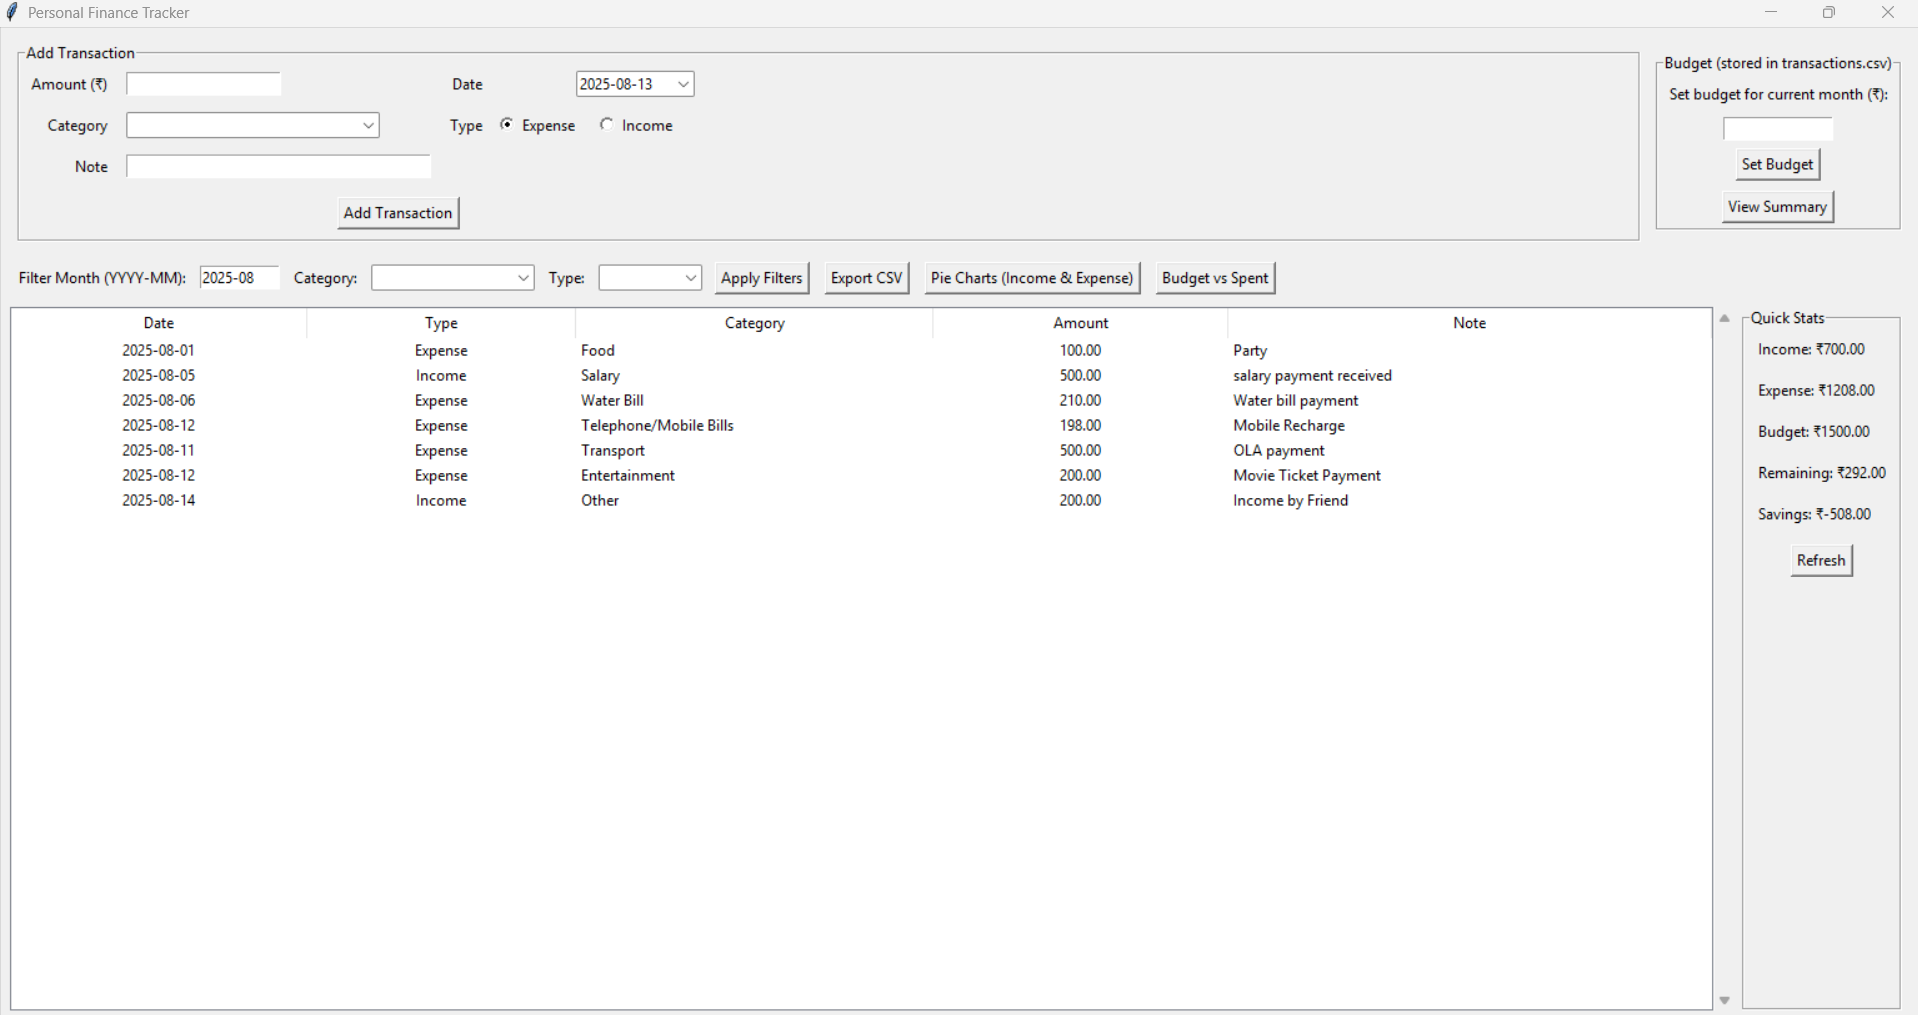 Personal Finance Tracker
Add Transaction
Amount (₹) Date 2025-08-13
Category Type Expense Income
Note
Add Transaction
Budget (stored in transactions.csv)
Set budget for current month (₹):
Set Budget
View Summary
Filter Month (YYYY-MM): 2025-08 Category: Type: Apply Filters Export CSV Pie Charts (Income & Expense) Budget vs Spent
Date Type Category Amount Note
2025-08-01 Expense Food 100.00 Party
2025-08-05 Income Salary 500.00 salary payment received
2025-08-06 Expense Water Bill 210.00 Water bill payment
2025-08-12 Expense Telephone/Mobile Bills 198.00 Mobile Recharge
2025-08-11 Expense Transport 500.00 OLA payment
2025-08-12 Expense Entertainment 200.00 Movie Ticket Payment
2025-08-14 Income Other 200.00 Income by Friend
Quick Stats
Income: ₹700.00
Expense: ₹1208.00
Budget: ₹1500.00
Remaining: ₹292.00
Savings: ₹-508.00
Refresh